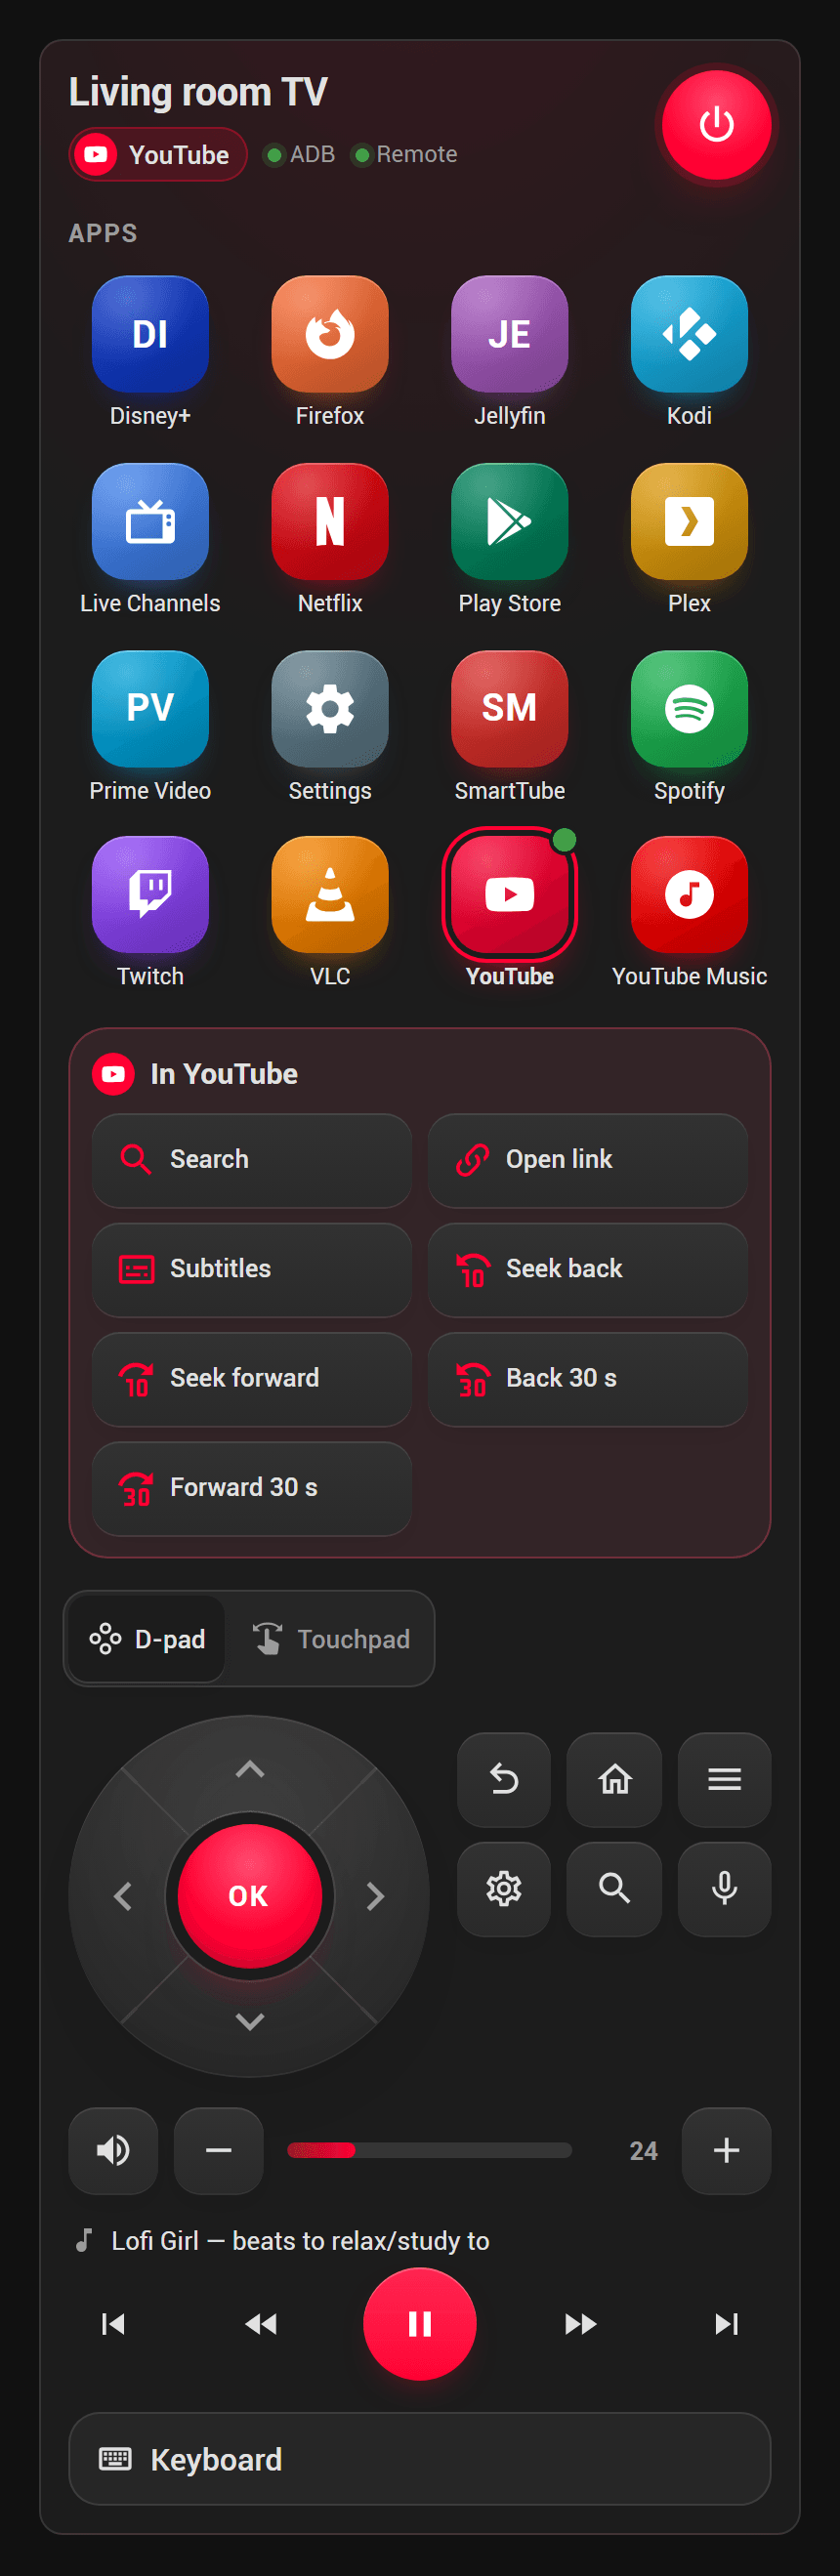 Living room TV
YouTube ADB Remote
APPS
DI JE
Disney+ Firefox Jellyfin Kodi
N
Live Channels Netflix Play Store Plex
PV SM
Prime Video Settings SmartTube Spotify
Twitch VLC YouTube YouTube Music
In YouTube
Search Open link
Subtitles 10 Seek back
10 Seek forward 30 Back 30 s
30 Forward 30 s
D-pad Touchpad
OK
24
Lofi Girl — beats to relax/study to
Keyboard